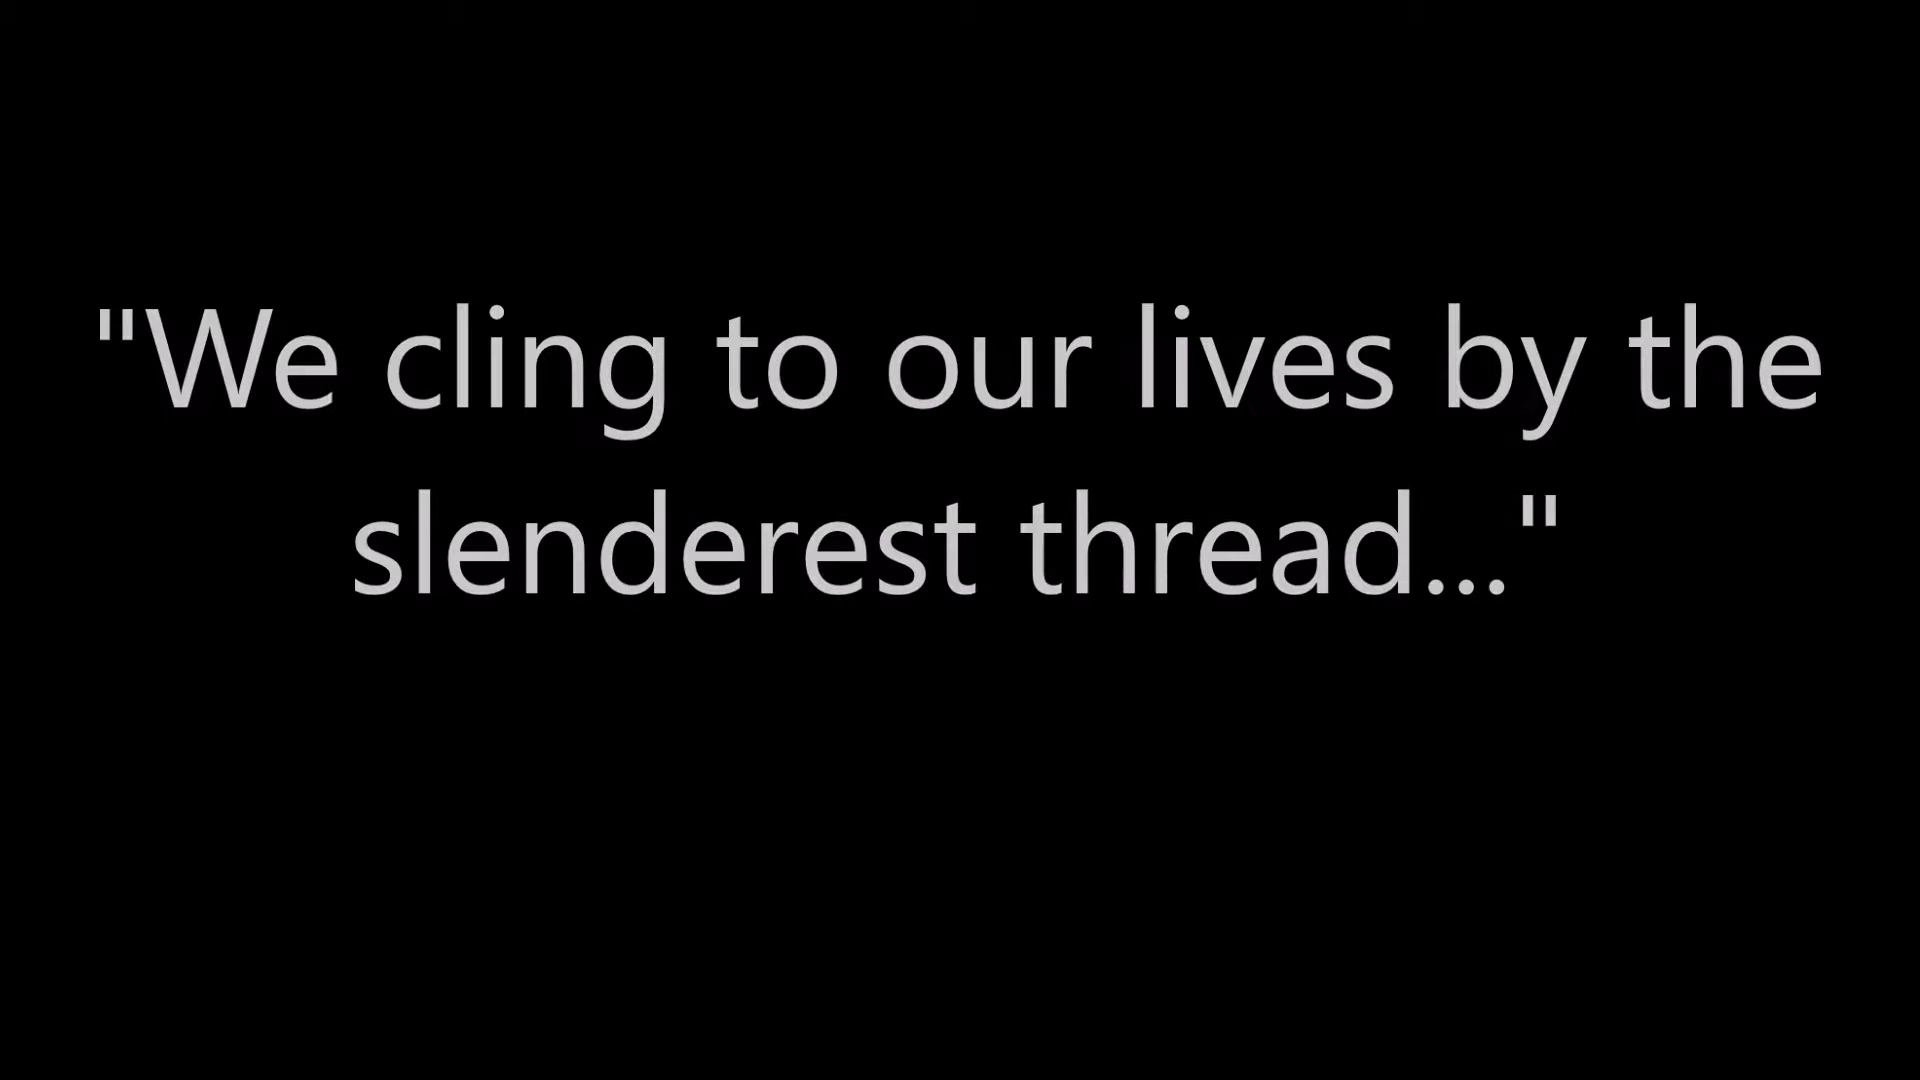 "We cling to our lives by the
slenderest thread..."